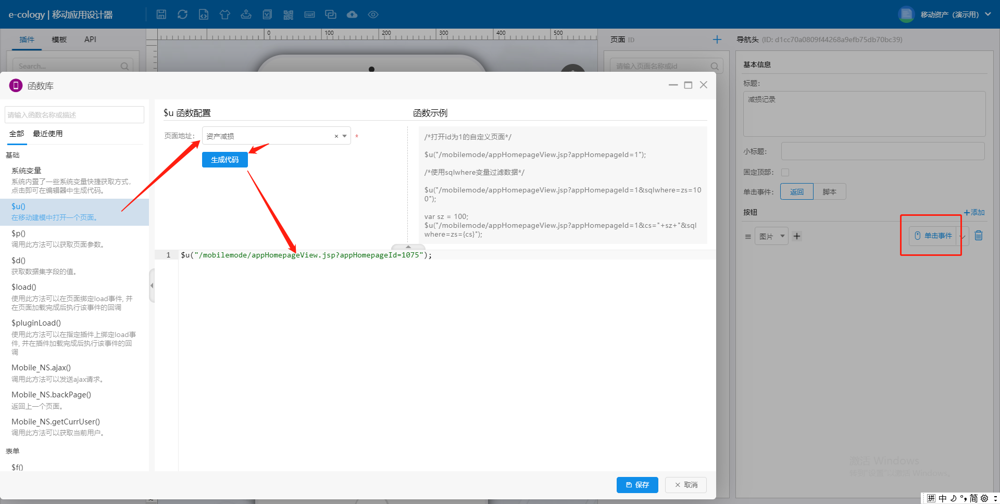 e-cology | 移动应用设计器
移动资产（演示用）
插件
模板
API
Search...
0
100
200
300
400
500
页面 ID
请输入页面名称或id
导航头 (ID: d1cc70a0809f44268a9efb75db70bc39)
基本信息
标题:
减损记录
小标题:
固定顶部:
单击事件:
返回
脚本
按钮
添加
图片
单击事件
函数库
请输入函数名称或描述
全部
最近使用
基础
系统变量
系统内置了一些系统变量快捷获取方式,
点击即可在编辑器中生成代码。
$u()
在移动建模中打开一个页面。
$p()
调用此方法可以获取页面参数。
$d()
获取数据集字段的值。
$load()
使用此方法可以在页面绑定load事件, 并
在页面加载完成后执行该事件的回调
$pluginLoad()
使用此方法可以在指定插件上绑定load事
件, 并在插件加载完成后执行该事件的回
调
Mobile_NS.ajax()
调用此方法可以发送ajax请求。
Mobile_NS.backPage()
返回上一个页面。
Mobile_NS.getCurrUser()
调用此方法可以获取当前用户。
表单
$f()
$u 函数配置
页面地址:
资产减损
*
生成代码
函数示例
/*打开id为1的自定义页面*/
$u("/mobilemode/appHomepageView.jsp?appHomepageId=1");
/*使用sqlwhere变量过滤数据*/
$u("/mobilemode/appHomepageView.jsp?appHomepageId=1&sqlwhere=zs=10
0");
var sz = 100;
$u("/mobilemode/appHomepageView.jsp?appHomepageId=1&cs="+sz+"&sql
where=zs={cs}");
1
$u("/mobilemode/appHomepageView.jsp?appHomepageId=1075");
保存
取消
激活 Windows
转到"设置"以激活 Windows。
拼 中 简